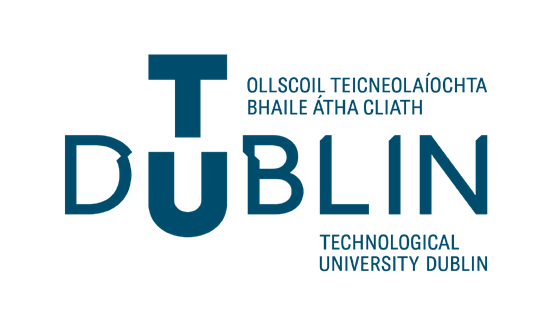 T
OLLSCOIL TEICNEOLAÍOCHTA
BHAILE ÁTHA CLIATH
DUBLIN
TECHNOLOGICAL
UNIVERSITY DUBLIN